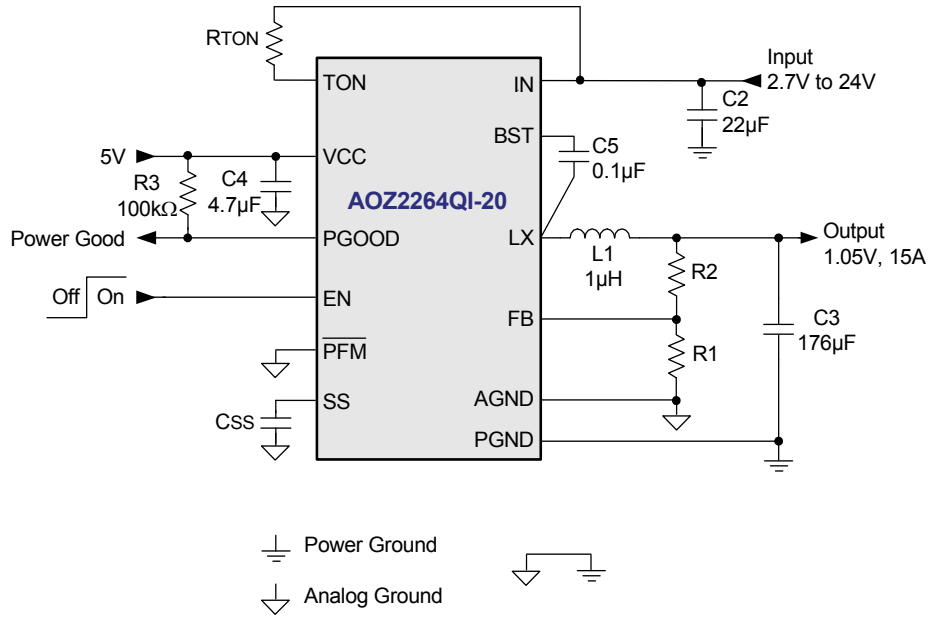 RTON
TON
IN
Input
2.7V to 24V
C2
22µF
BST
C5
0.1µF
5V
VCC
R3
100kΩ
C4
4.7µF
AOZ2264QI-20
Power Good
PGOOD
LX
L1
1µH
Output
1.05V, 15A
R2
Off On
EN
FB
C3
176µF
R1
PFM
SS
CSS
AGND
PGND
Power Ground
Analog Ground